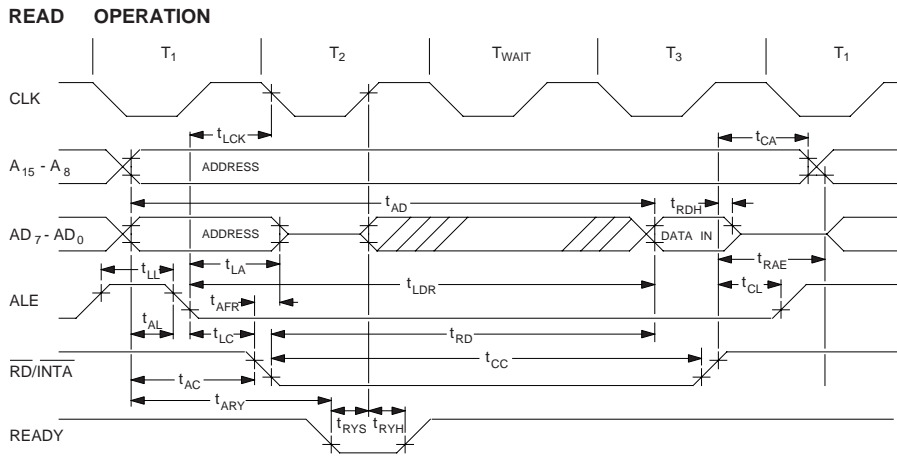 READ OPERATION
T1 T2 TWAIT T3 T1
CLK
tLCK tCA
A15 - A8 ADDRESS
tAD tRDH
AD7 - AD0 ADDRESS DATA IN
tLL tLA tLDR tRAE
ALE tAFR tCL
tAL tLC tRD
RD/INTA tCC
tAC
tARY
READY tRYS tRYH